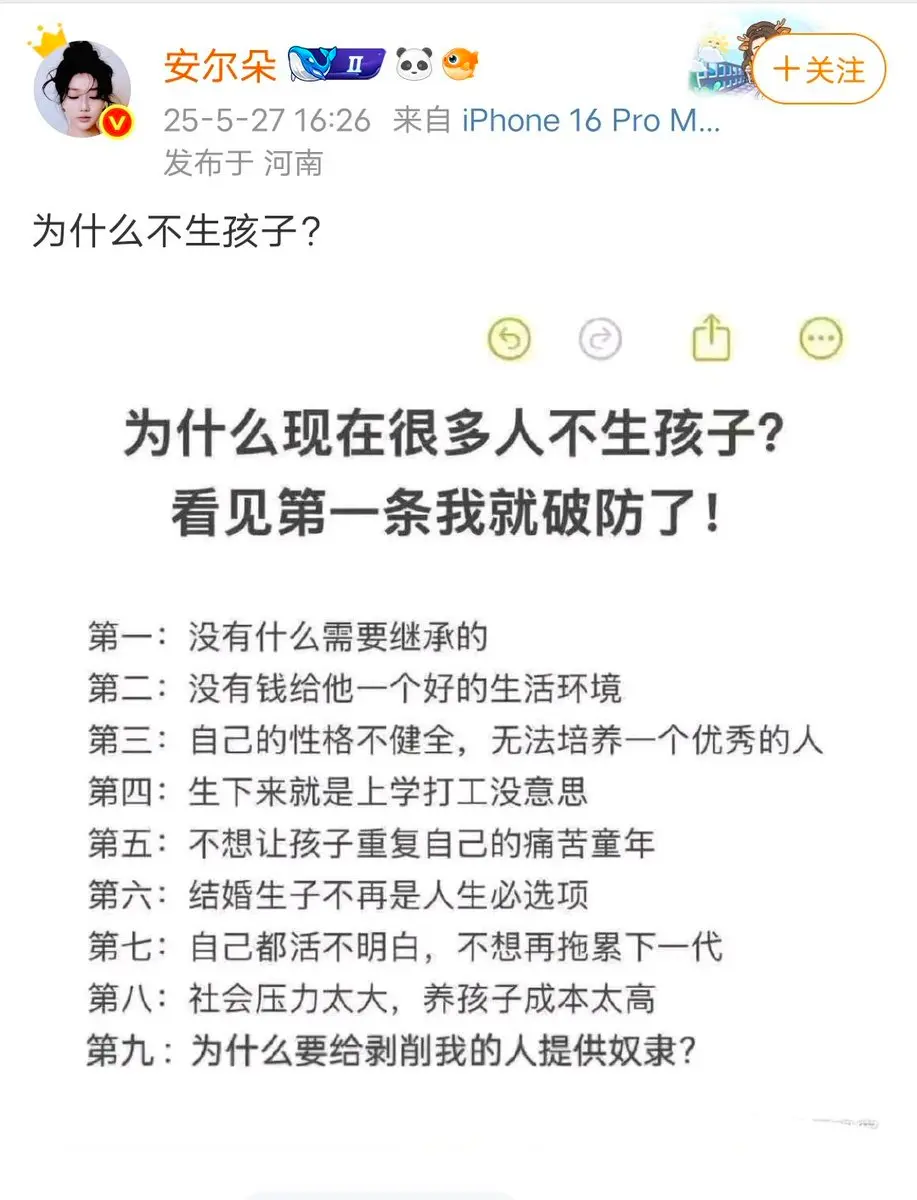 安尔朵 II
+关注
25-5-27 16:26 来自 iPhone 16 Pro M...
发布于 河南
为什么不生孩子?
为什么现在很多人不生孩子?
看见第一条我就破防了!
第一：没有什么需要继承的
第二：没有钱给他一个好的生活环境
第三：自己的性格不健全，无法培养一个优秀的人
第四：生下来就是上学打工没意思
第五：不想让孩子重复自己的痛苦童年
第六：结婚生子不再是人生必选项
第七：自己都活不明白，不想再拖累下一代
第八：社会压力太大，养孩子成本太高
第九：为什么要给剥削我的人提供奴隶?